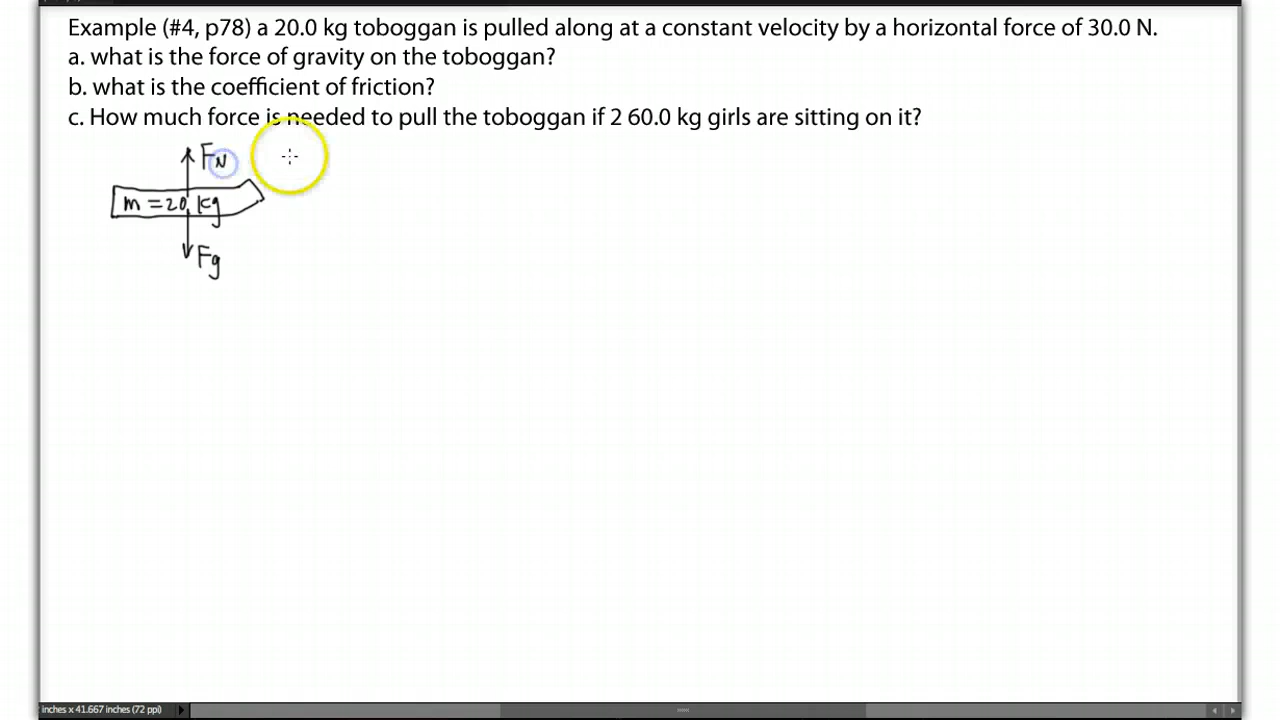 Example (#4, p78) a 20.0 kg toboggan is pulled along at a constant velocity by a horizontal force of 30.0 N.
a. what is the force of gravity on the toboggan?
b. what is the coefficient of friction?
c. How much force is needed to pull the toboggan if 2 60.0 kg girls are sitting on it?
FN
m = 20 kg
Fg
inches x 41.667 inches (72 ppi)